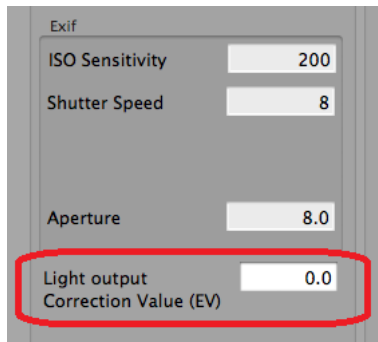 Exif
ISO Sensitivity 200
Shutter Speed 8
Aperture 8.0
Light output 0.0
Correction Value (EV)